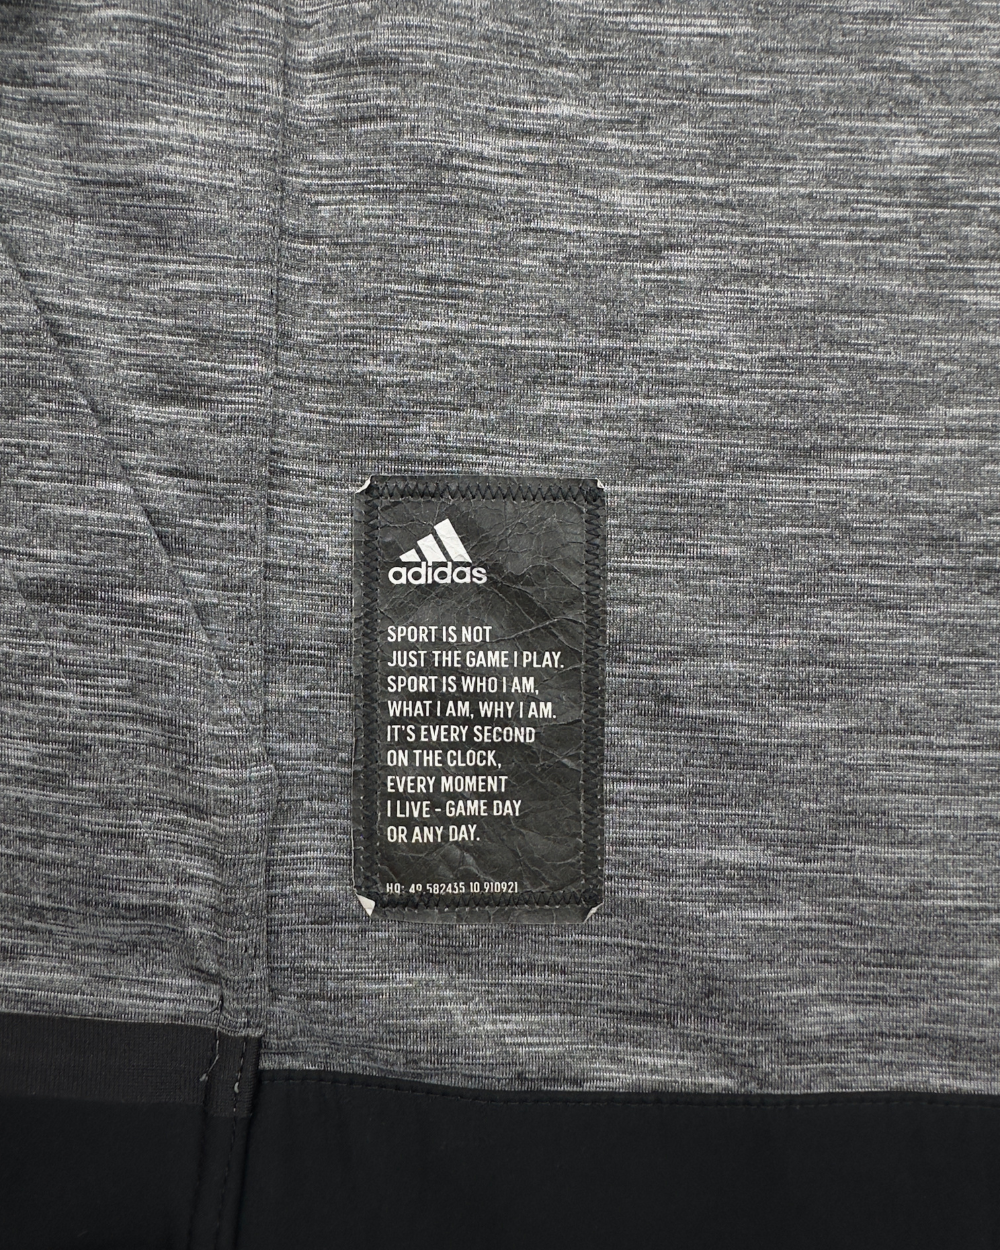 adidas
SPORT IS NOT
JUST THE GAME I PLAY.
SPORT IS WHO I AM,
WHAT I AM, WHY I AM.
IT'S EVERY SECOND
ON THE CLOCK,
EVERY MOMENT
I LIVE - GAME DAY
OR ANY DAY.
HQ: 49.582435 10.910921